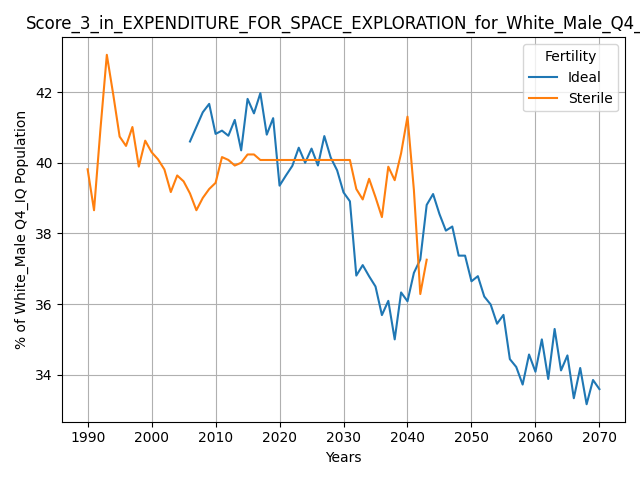 Score_3_in_EXPENDITURE_FOR_SPACE_EXPLORATION_for_White_Male_Q4_
Fertility
Ideal
Sterile
% of White_Male Q4_IQ Population
42
40
38
36
34
1990 2000 2010 2020 2030 2040 2050 2060 2070
Years